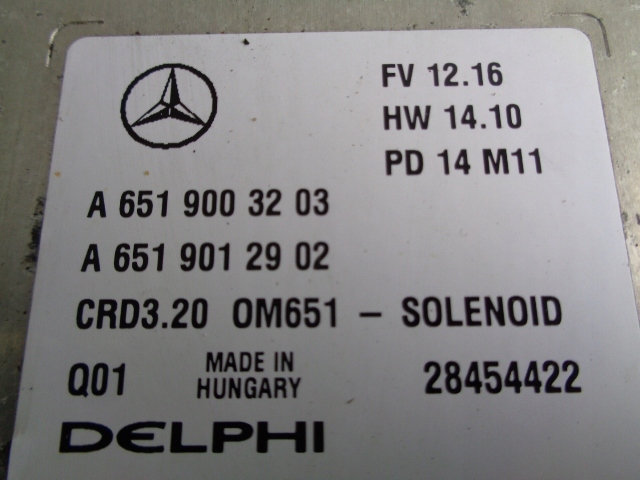 FV 12.16
HW 14.10
PD 14 M11
A 651 900 32 03
A 651 901 29 02
CRD3.20 OM651 – SOLENOID
Q01 MADE IN HUNGARY 28454422
DELPHI